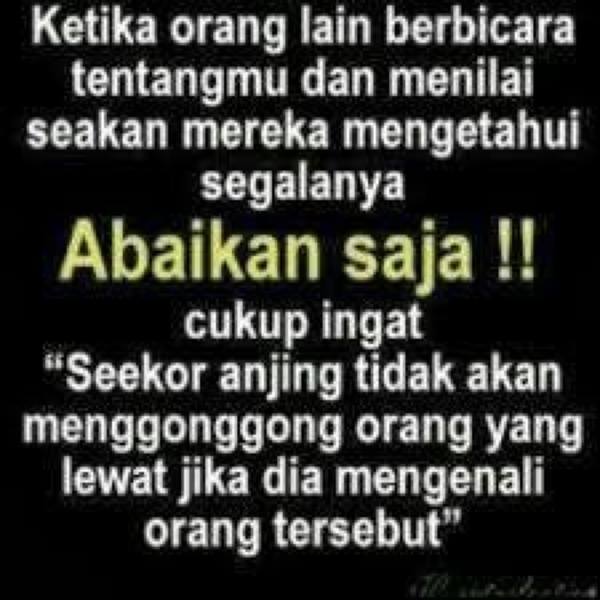 Ketika orang lain berbicara
tentangmu dan menilai
seakan mereka mengetahui
segalanya
Abaikan saja !!
cukup ingat
“Seekor anjing tidak akan
menggonggong orang yang
lewat jika dia mengenali
orang tersebut”